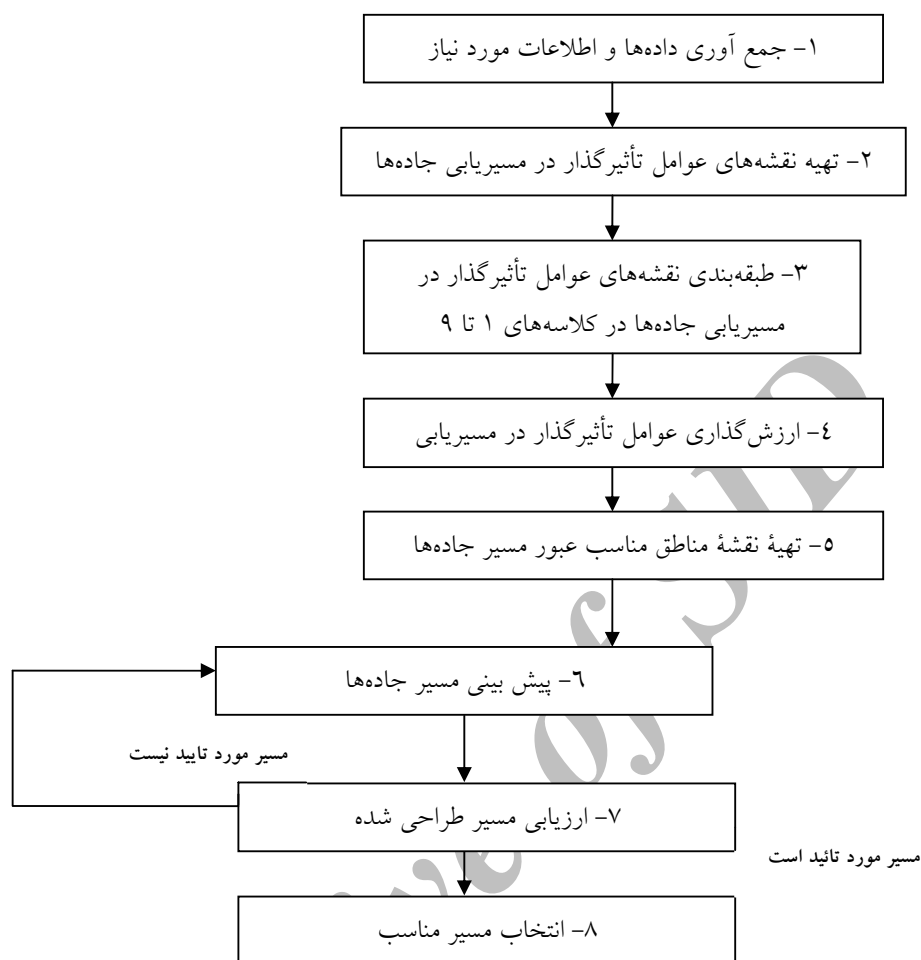 ۱- جمع آوری داده‌ها و اطلاعات مورد نیاز
۲- تهیه نقشه‌های عوامل تأثیرگذار در مسیریابی جاده‌ها
۳- طبقه‌بندی نقشه‌های عوامل تأثیرگذار در
مسیریابی جاده‌ها در کلاسه‌های ۱ تا ۹
٤- ارزش‌گذاری عوامل تأثیرگذار در مسیریابی
٥- تهیهٔ نقشهٔ مناطق مناسب عبور مسیر جاده‌ها
٦- پیش بینی مسیر جاده‌ها
مسیر مورد تایید نیست
۷- ارزیابی مسیر طراحی شده
مسیر مورد تائید است
۸- انتخاب مسیر مناسب
ive of SID